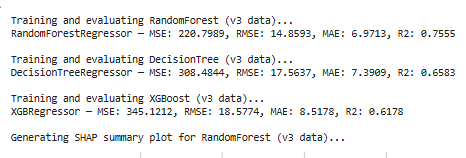 Training and evaluating RandomForest (v3 data)...
RandomForestRegressor — MSE: 220.7989, RMSE: 14.8593, MAE: 6.9713, R2: 0.7555
Training and evaluating DecisionTree (v3 data)...
DecisionTreeRegressor — MSE: 308.4844, RMSE: 17.5637, MAE: 7.3909, R2: 0.6583
Training and evaluating XGBoost (v3 data)...
XGBRegressor — MSE: 345.1212, RMSE: 18.5774, MAE: 8.5178, R2: 0.6178
Generating SHAP summary plot for RandomForest (v3 data)...